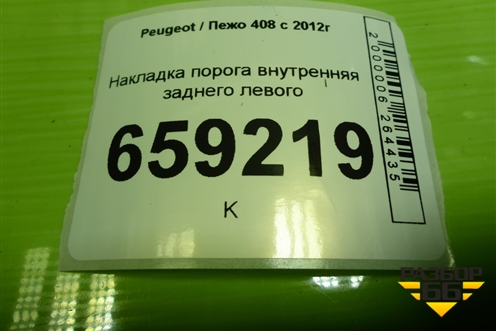 Peugeot / Пежо 408 с 2012г
Накладка порога внутренняя
заднего левого
659219
К
2000006264435
РАЗБОР
66